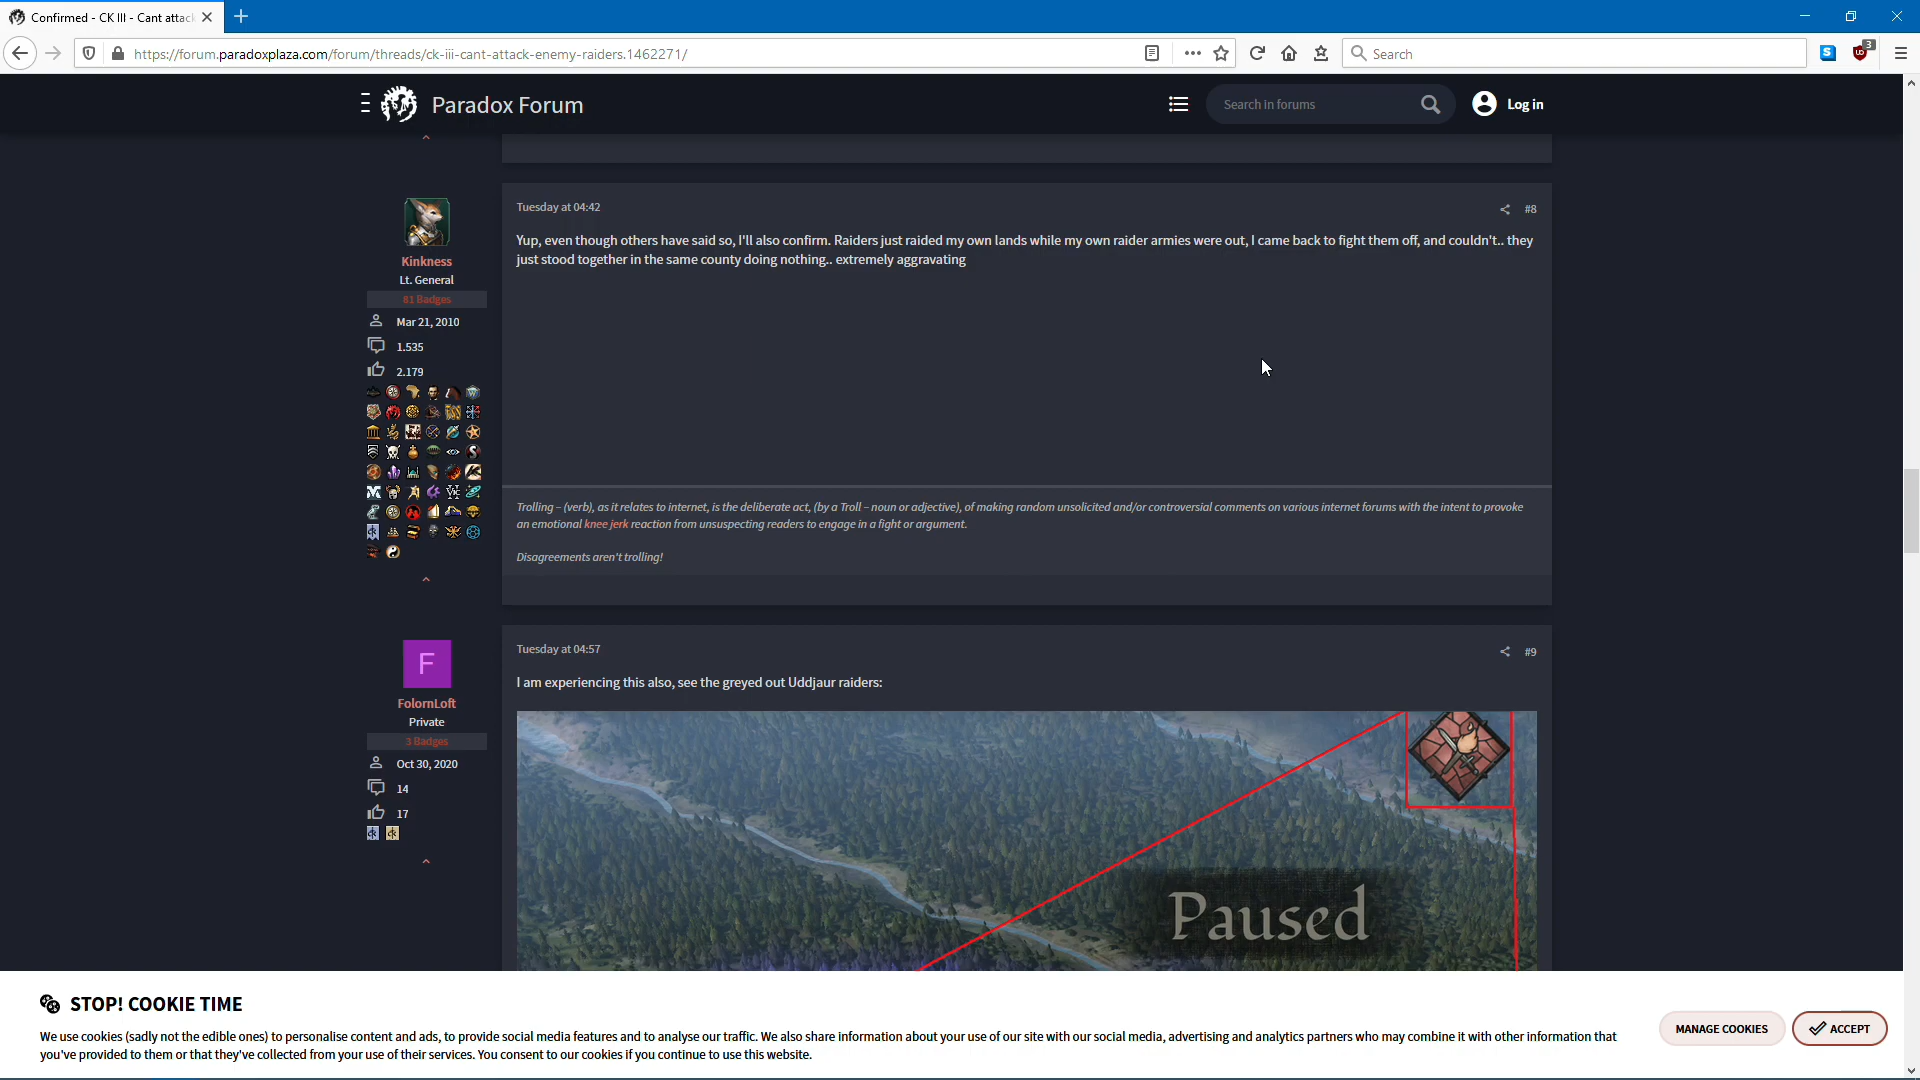 Confirmed - CK III - Cant attac
https://forum.paradoxplaza.com/forum/threads/ck-iii-cant-attack-enemy-raiders.1462271/
Search
3
Paradox Forum
Search in forums
Log in
Tuesday at 04:42
#8
Yup, even though others have said so, I'll also confirm. Raiders just raided my own lands while my own raider armies were out, I came back to fight them off, and couldn't.. they
just stood together in the same county doing nothing.. extremely aggravating
Kinkness
Lt. General
81 Badges
Mar 21, 2010
1.535
2.179
Trolling – (verb), as it relates to internet, is the deliberate act, (by a Troll – noun or adjective), of making random unsolicited and/or controversial comments on various internet forums with the intent to provoke
an emotional knee jerk reaction from unsuspecting readers to engage in a fight or argument.
Disagreements aren't trolling!
Tuesday at 04:57
#9
I am experiencing this also, see the greyed out Uddjaur raiders:
F
FolornLoft
Private
3 Badges
Oct 30, 2020
14
17
Paused
STOP! COOKIE TIME
We use cookies (sadly not the edible ones) to personalise content and ads, to provide social media features and to analyse our traffic. We also share information about your use of our site with our social media, advertising and analytics partners who may combine it with other information that
you've provided to them or that they've collected from your use of their services. You consent to our cookies if you continue to use this website.
MANAGE COOKIES
ACCEPT